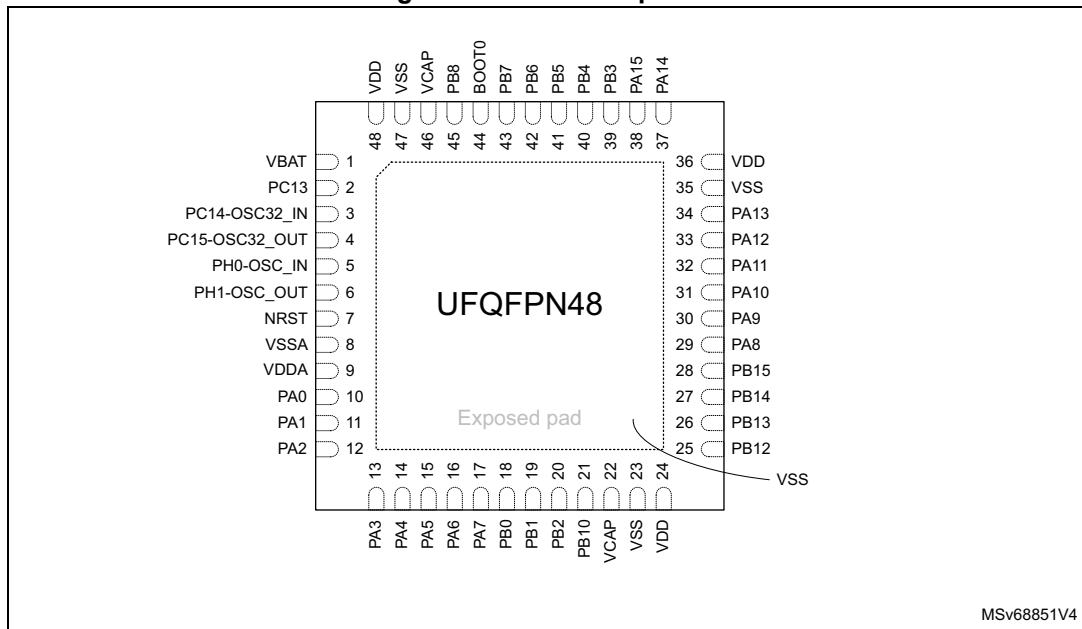 VDD
VSS
VCAP
PB8
BOOT0
PB7
PB6
PB5
PB4
PB3
PA15
PA14
48
47
46
45
44
43
42
41
40
39
38
37
VBAT 1
PC13 2
PC14-OSC32_IN 3
PC15-OSC32_OUT 4
PH0-OSC_IN 5
PH1-OSC_OUT 6
NRST 7
VSSA 8
VDDA 9
PA0 10
PA1 11
PA2 12
UFQFPN48
Exposed pad
36 VDD
35 VSS
34 PA13
33 PA12
32 PA11
31 PA10
30 PA9
29 PA8
28 PB15
27 PB14
26 PB13
25 PB12
VSS
13
14
15
16
17
18
19
20
21
22
23
24
PA3
PA4
PA5
PA6
PA7
PB0
PB1
PB2
PB10
VCAP
VSS
VDD
MSv68851V4